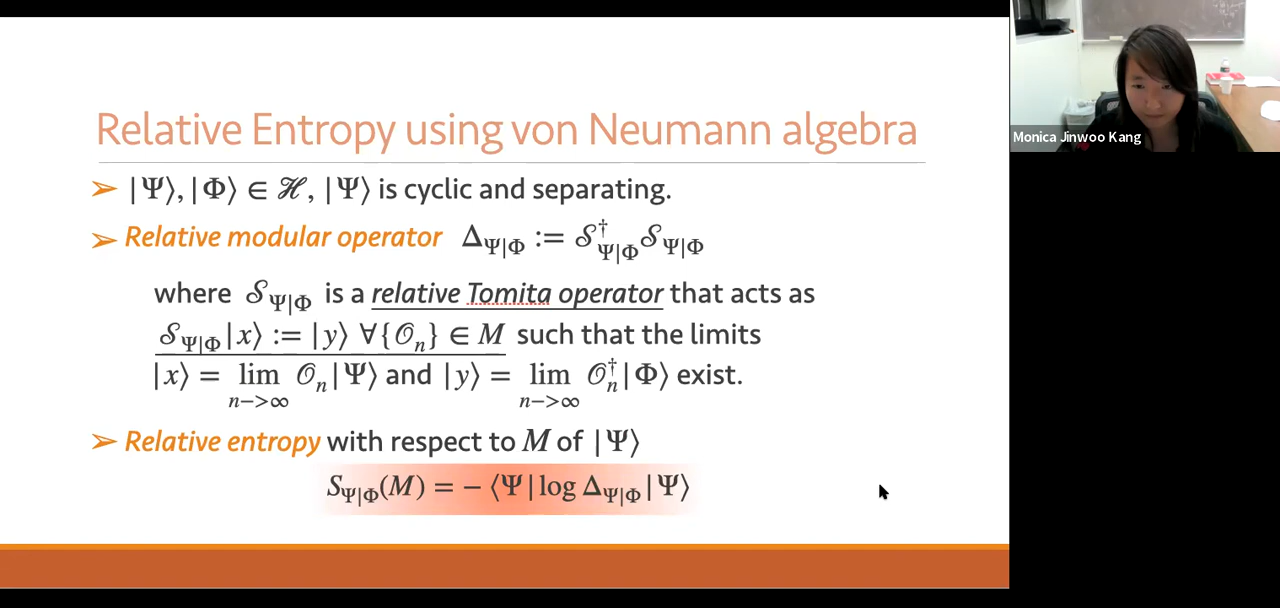 Relative Entropy using von Neumann algebra
➢ |Ψ⟩, |Φ⟩ ∈ ℋ, |Ψ⟩ is cyclic and separating.
➢ Relative modular operator Δ_{Ψ|Φ} := 𝒮†_{Ψ|Φ} 𝒮_{Ψ|Φ}
where 𝒮_{Ψ|Φ} is a relative Tomita operator that acts as
𝒮_{Ψ|Φ}|x⟩ := |y⟩ ∀{𝒪_n} ∈ M such that the limits
|x⟩ = lim_{n−>∞} 𝒪_n|Ψ⟩ and |y⟩ = lim_{n−>∞} 𝒪_n†|Φ⟩ exist.
➢ Relative entropy with respect to M of |Ψ⟩
S_{Ψ|Φ}(M) = − ⟨Ψ| log Δ_{Ψ|Φ} |Ψ⟩
Monica Jinwoo Kang